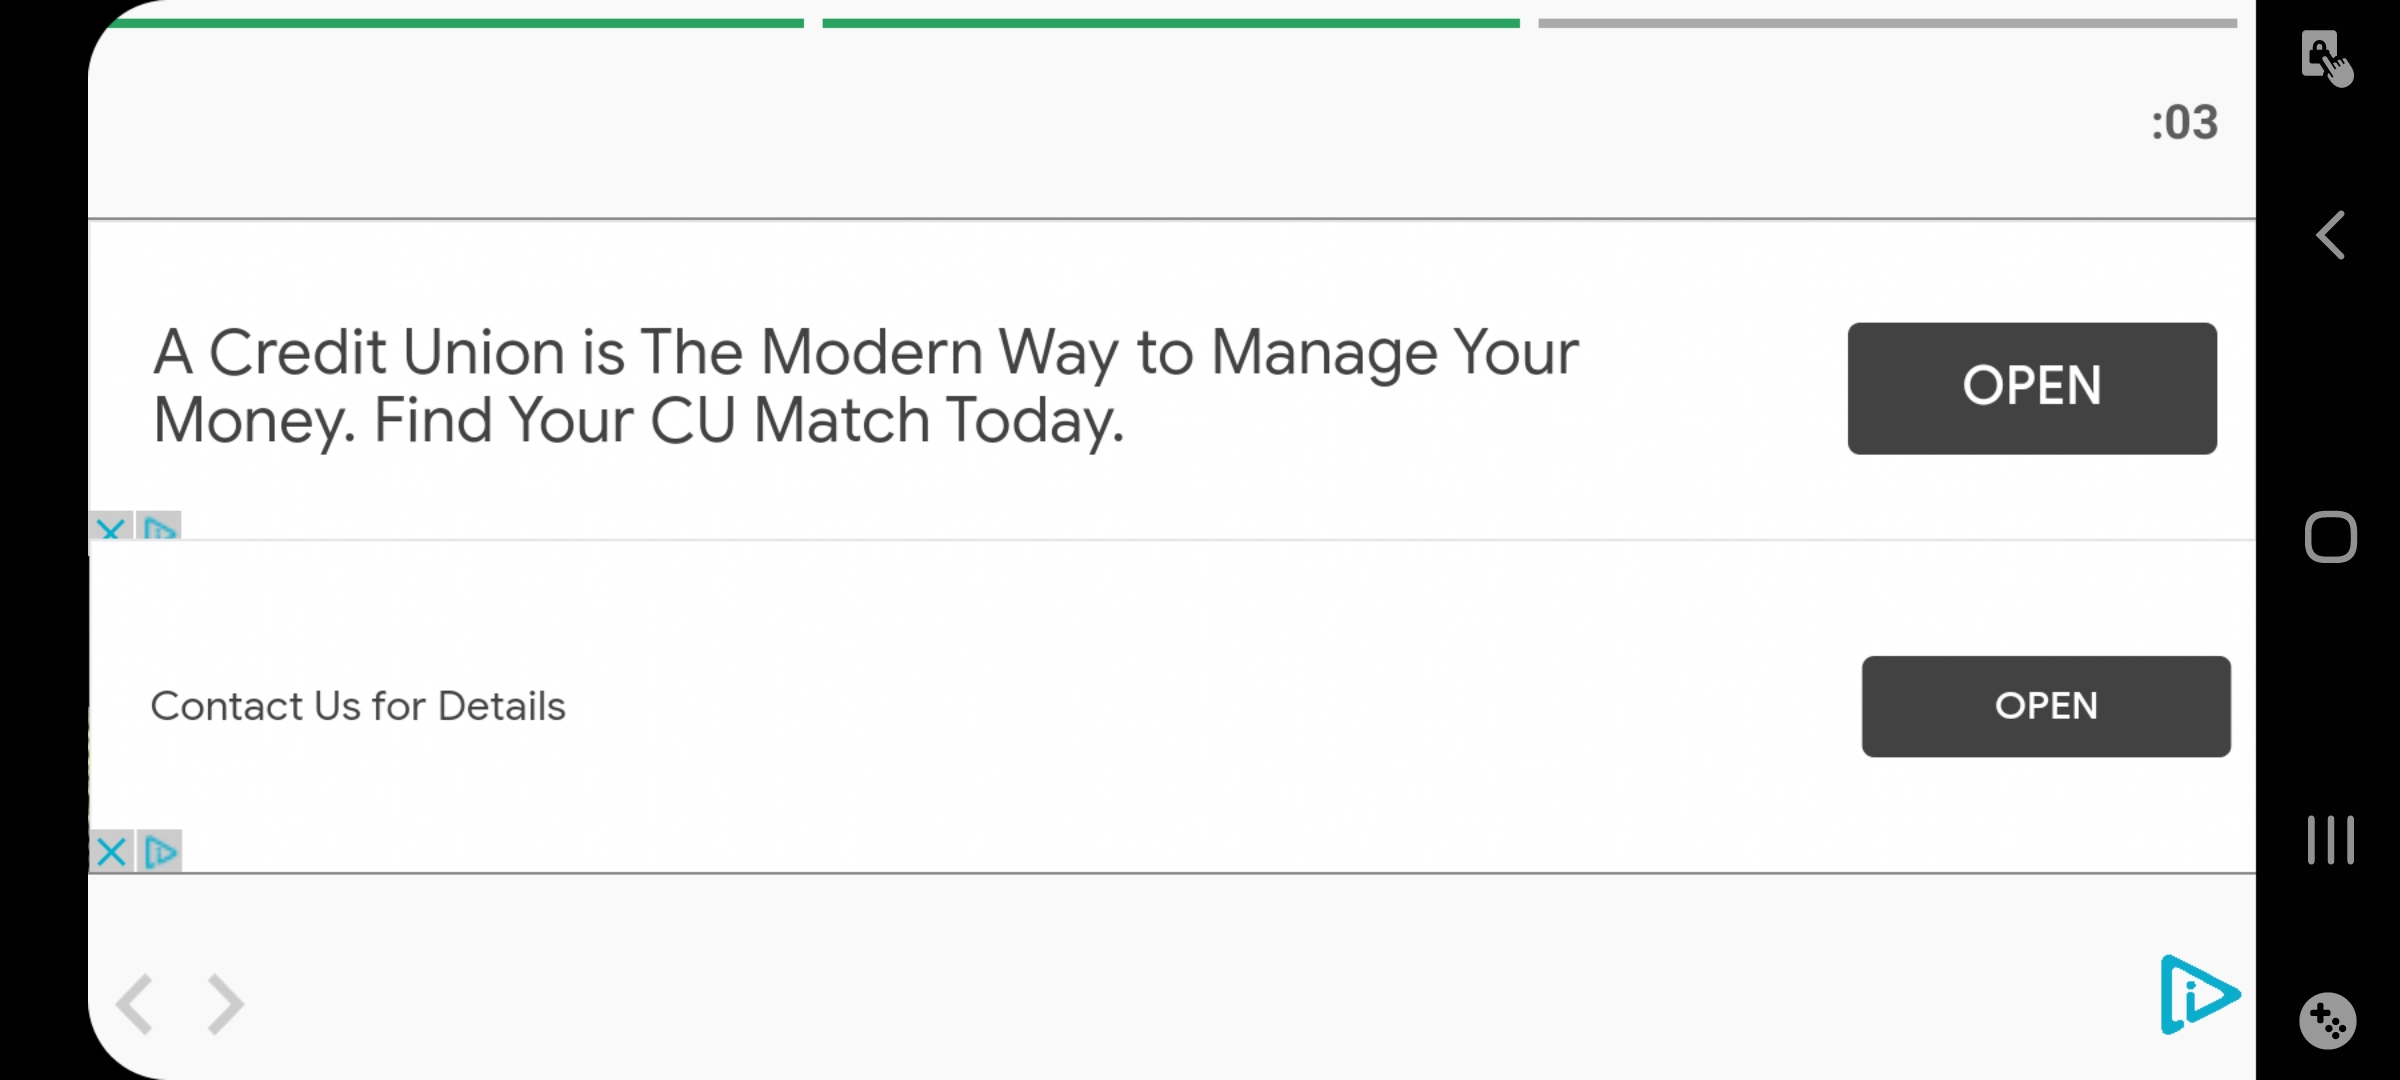 :03
A Credit Union is The Modern Way to Manage Your
Money. Find Your CU Match Today.
OPEN
Contact Us for Details
OPEN